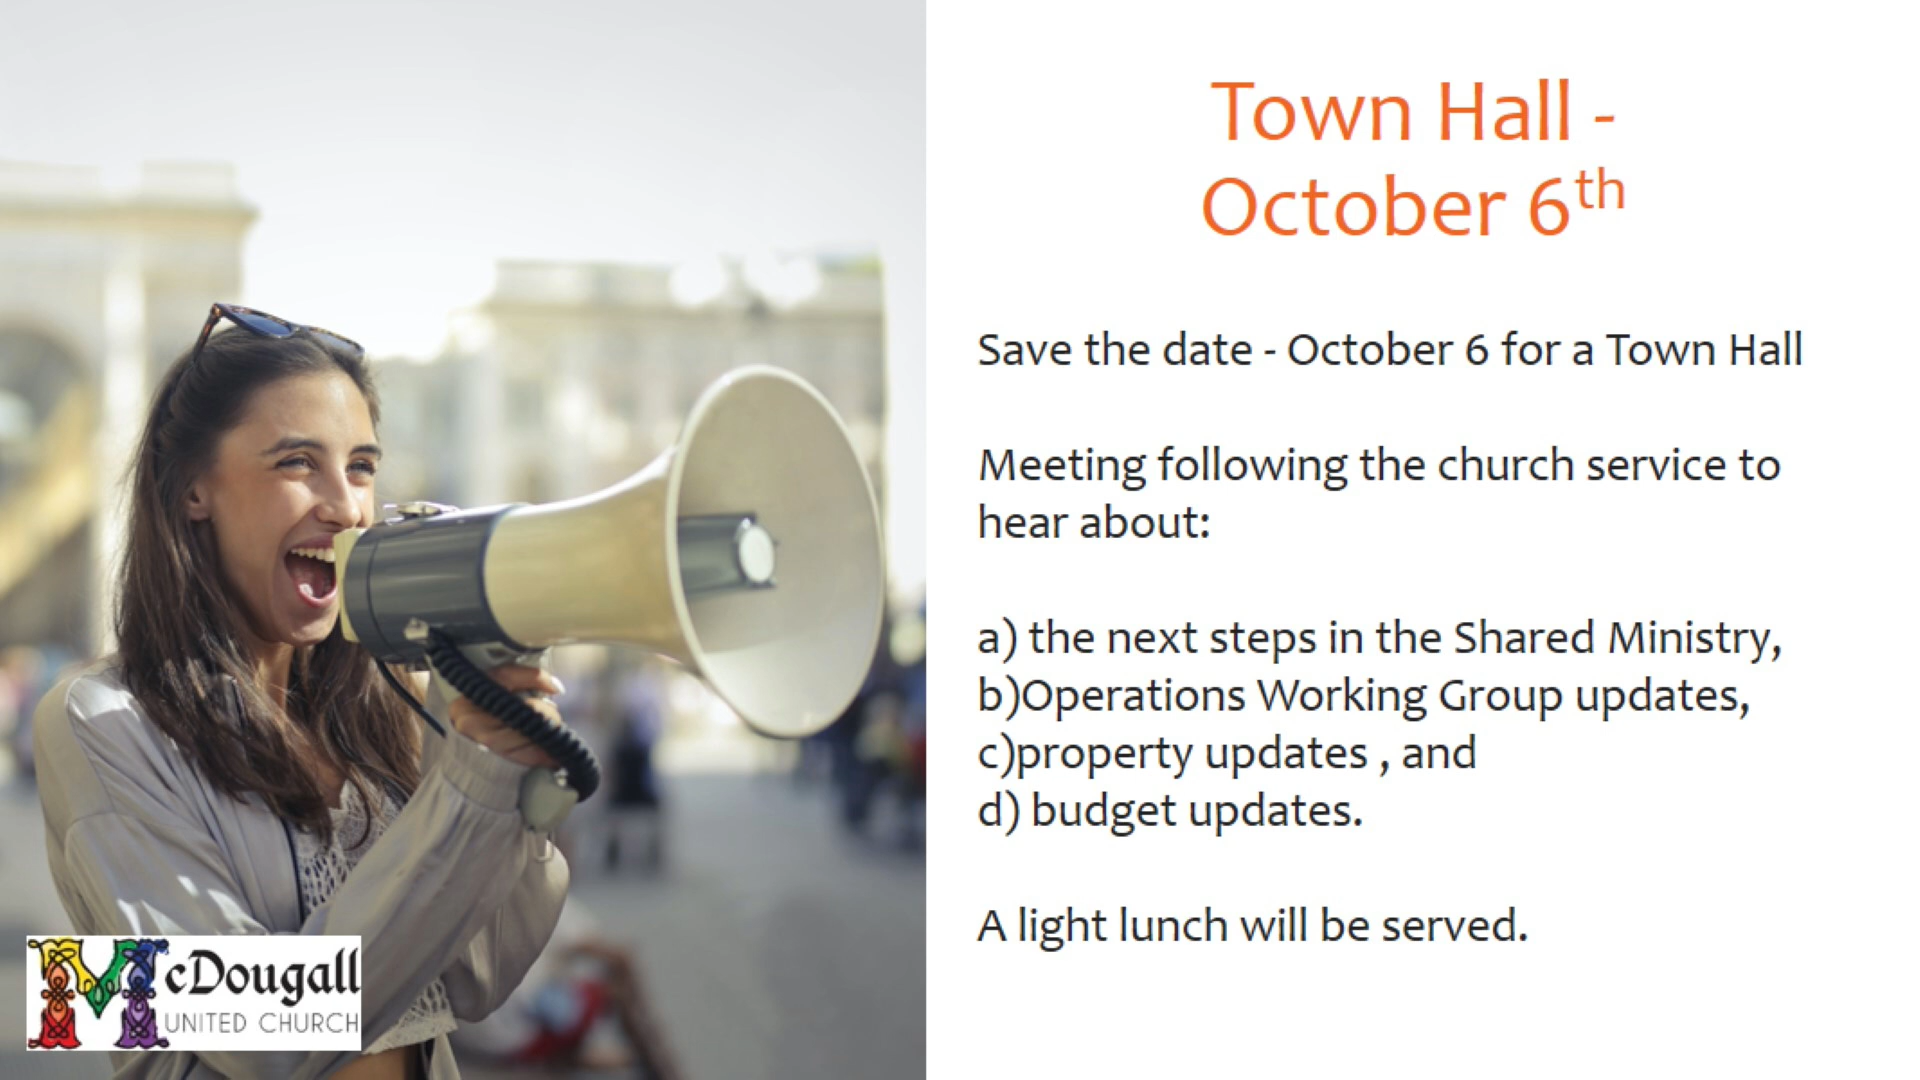 Town Hall -
October 6th
Save the date - October 6 for a Town Hall
Meeting following the church service to
hear about:
a) the next steps in the Shared Ministry,
b)Operations Working Group updates,
c)property updates , and
d) budget updates.
A light lunch will be served.
McDougall
UNITED CHURCH